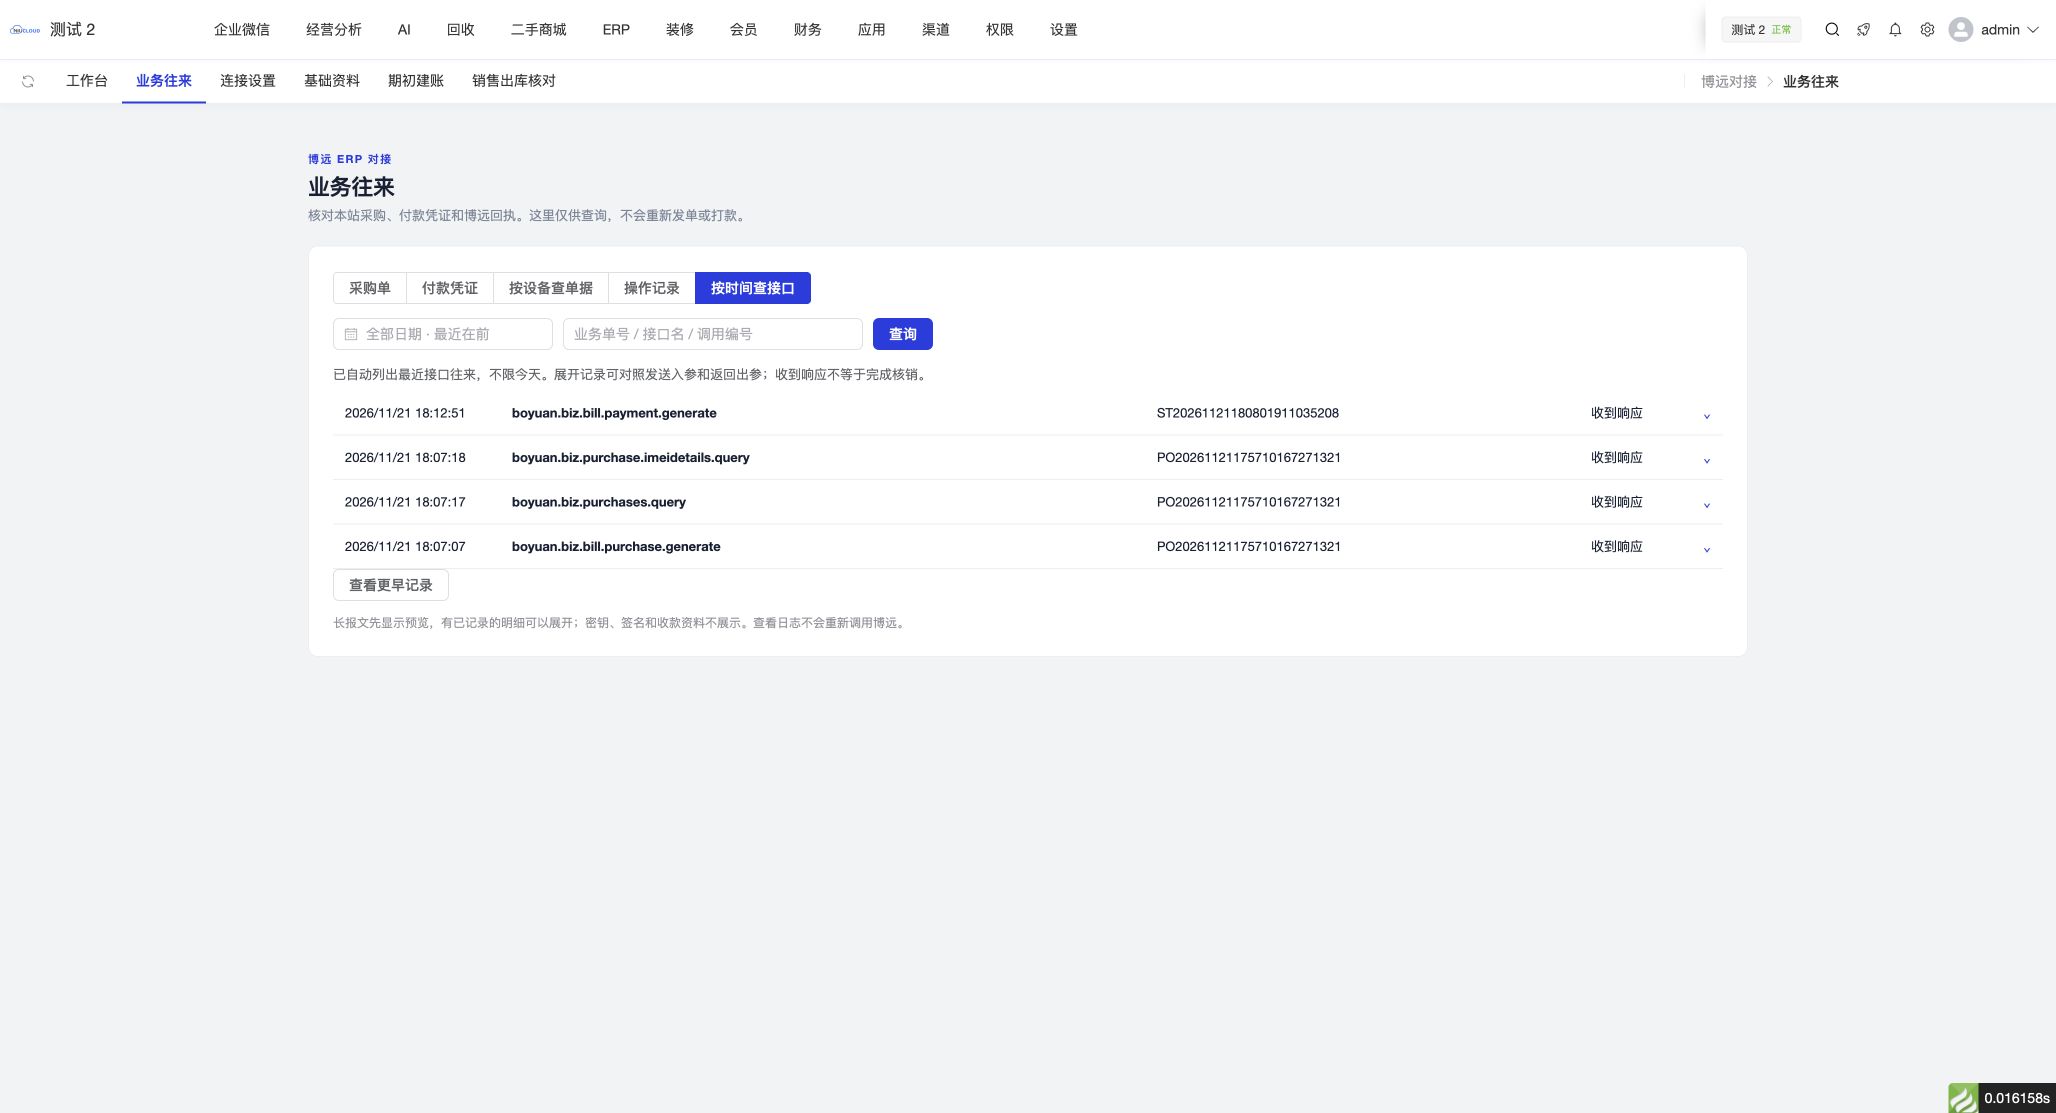 NIUCLOUD 测试 2 企业微信 经营分析 AI 回收 二手商城 ERP 装修 会员 财务 应用 渠道 权限 设置 测试 2 正常 admin
工作台 业务往来 连接设置 基础资料 期初建账 销售出库核对 博远对接 > 业务往来
博远 ERP 对接
业务往来
核对本站采购、付款凭证和博远回执。这里仅供查询，不会重新发单或打款。
采购单 付款凭证 按设备查单据 操作记录 按时间查接口
全部日期 · 最近在前 业务单号 / 接口名 / 调用编号 查询
已自动列出最近接口往来，不限今天。展开记录可对照发送入参和返回出参；收到响应不等于完成核销。
2026/11/21 18:12:51 boyuan.biz.bill.payment.generate ST20261121180801911035208 收到响应
2026/11/21 18:07:18 boyuan.biz.purchase.imeidetails.query PO20261121175710167271321 收到响应
2026/11/21 18:07:17 boyuan.biz.purchases.query PO20261121175710167271321 收到响应
2026/11/21 18:07:07 boyuan.biz.bill.purchase.generate PO20261121175710167271321 收到响应
查看更早记录
长报文先显示预览，有已记录的明细可以展开；密钥、签名和收款资料不展示。查看日志不会重新调用博远。
0.016158s